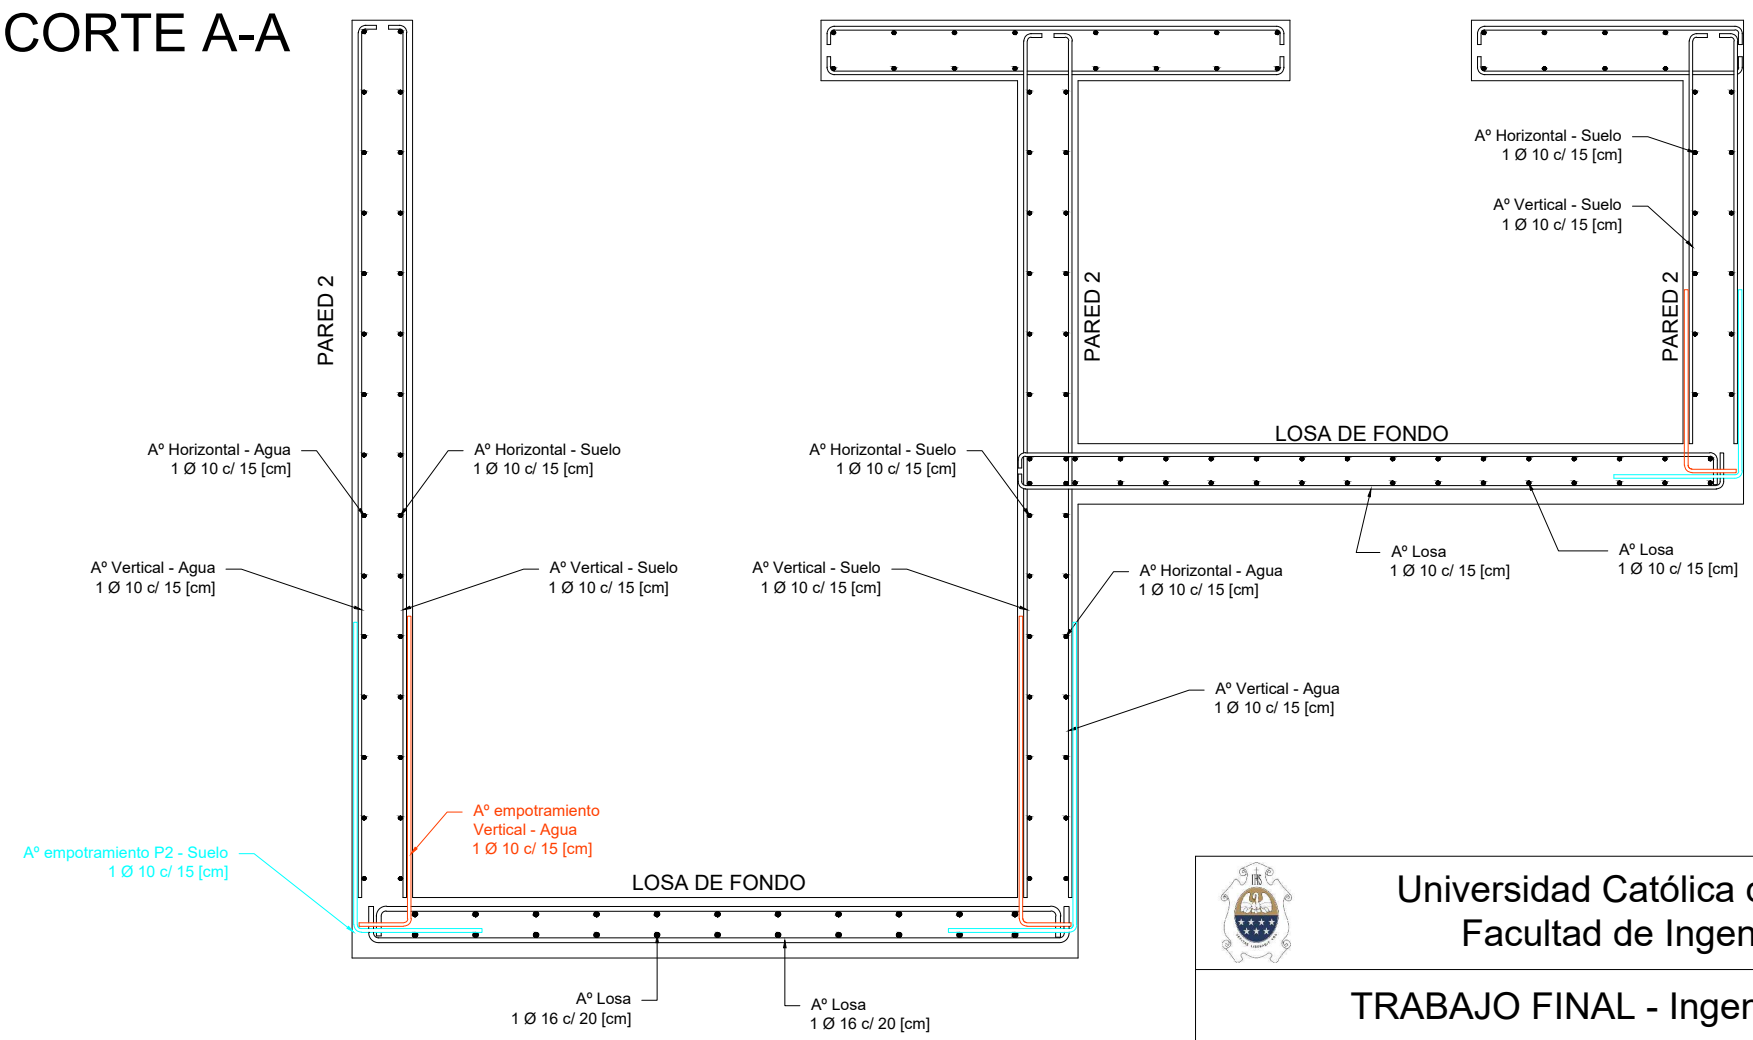 CORTE A-A
Aº Horizontal - Suelo
1 Ø 10 c/ 15 [cm]
Aº Vertical - Suelo
1 Ø 10 c/ 15 [cm]
PARED 2
PARED 2
PARED 2
LOSA DE FONDO
Aº Horizontal - Agua
1 Ø 10 c/ 15 [cm]
Aº Horizontal - Suelo
1 Ø 10 c/ 15 [cm]
Aº Horizontal - Suelo
1 Ø 10 c/ 15 [cm]
Aº Vertical - Agua
1 Ø 10 c/ 15 [cm]
Aº Vertical - Suelo
1 Ø 10 c/ 15 [cm]
Aº Vertical - Suelo
1 Ø 10 c/ 15 [cm]
Aº Horizontal - Agua
1 Ø 10 c/ 15 [cm]
Aº Losa
1 Ø 10 c/ 15 [cm]
Aº Losa
1 Ø 10 c/ 15 [cm]
Aº Vertical - Agua
1 Ø 10 c/ 15 [cm]
Aº empotramiento
Vertical - Agua
1 Ø 10 c/ 15 [cm]
Aº empotramiento P2 - Suelo
1 Ø 10 c/ 15 [cm]
LOSA DE FONDO
Aº Losa
1 Ø 16 c/ 20 [cm]
Aº Losa
1 Ø 16 c/ 20 [cm]
Universidad Católica
Facultad de Ingen
TRABAJO FINAL - Ingen